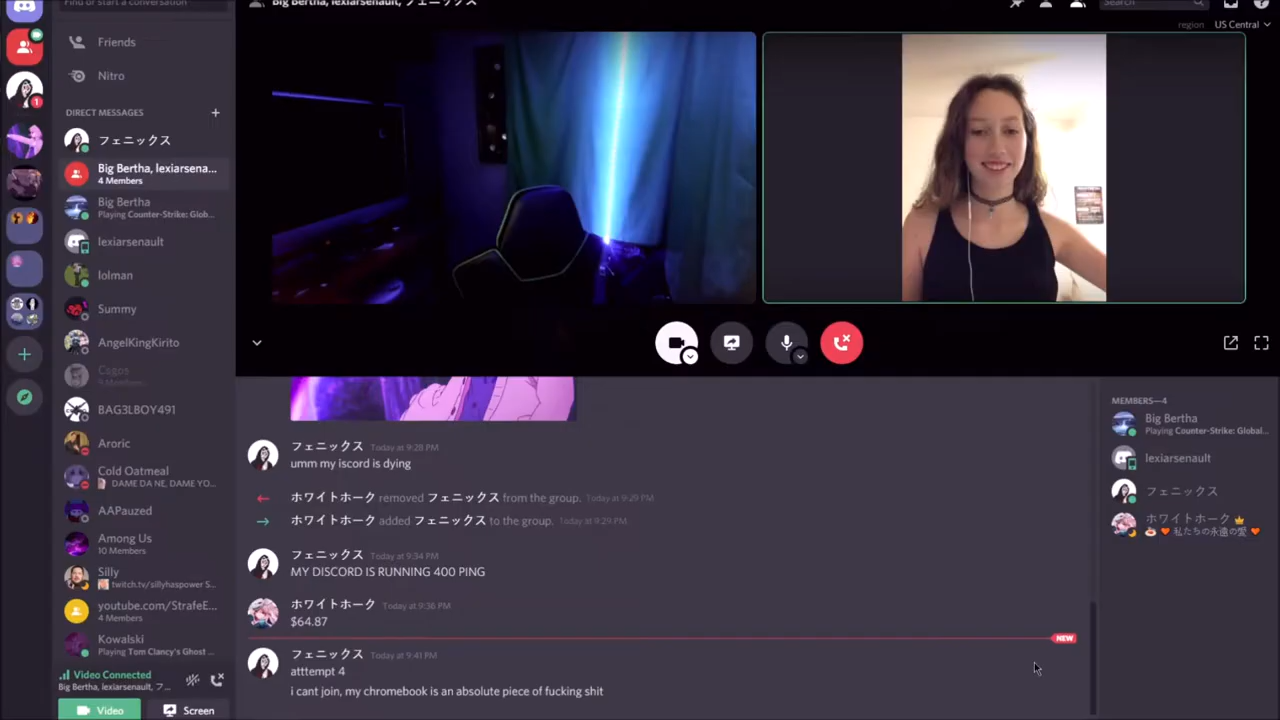 Find or start a conversation
Big Bertha, lexiarsenault, フェニックス
Search
region US Central
Friends
Nitro
DIRECT MESSAGES
フェニックス
1
Big Bertha, lexiarsena...
4 Members
Big Bertha
Playing Counter-Strike: Glob...
lexiarsenault
lolman
Summy
AngelKingKirito
Cogos
BAG3LBOY491
Aroric
Cold Oatmeal
DAME DA NE, DAME YO...
AAPauzed
Among Us
10 Members
Silly
twitch.tv/sillyhaspower S...
youtube.com/StrafeE...
4 Members
Kowalski
Playing Tom Clancy's Ghost ...
Video Connected
Big Bertha, lexiarsenault, フ...
Video
Screen
フェニックス Today at 9:28 PM
umm my iscord is dying
ホワイトホーク removed フェニックス from the group. Today at 9:29 PM
ホワイトホーク added フェニックス to the group. Today at 9:29 PM
フェニックス Today at 9:34 PM
MY DISCORD IS RUNNING 400 PING
ホワイトホーク Today at 9:36 PM
$64.87
NEW
フェニックス Today at 9:41 PM
atttempt 4
i cant join, my chromebook is an absolute piece of fucking shit
MEMBERS—4
Big Bertha
Playing Counter-Strike: Global...
lexiarsenault
フェニックス
ホワイトホーク
私たちの永遠の愛